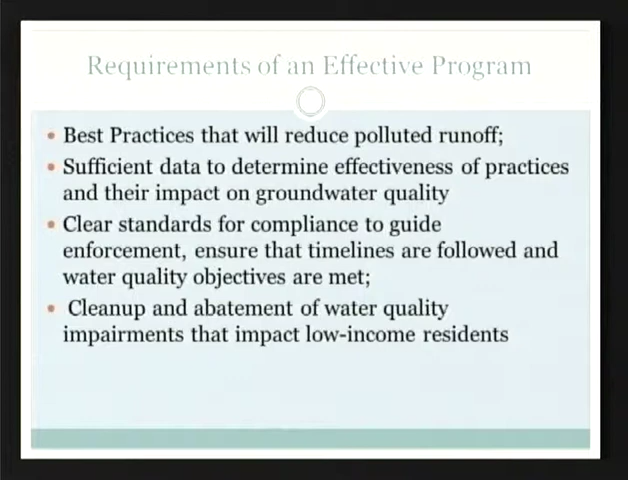 Requirements of an Effective Program
• Best Practices that will reduce polluted runoff;
• Sufficient data to determine effectiveness of practices
and their impact on groundwater quality
• Clear standards for compliance to guide
enforcement, ensure that timelines are followed and
water quality objectives are met;
• Cleanup and abatement of water quality
impairments that impact low-income residents